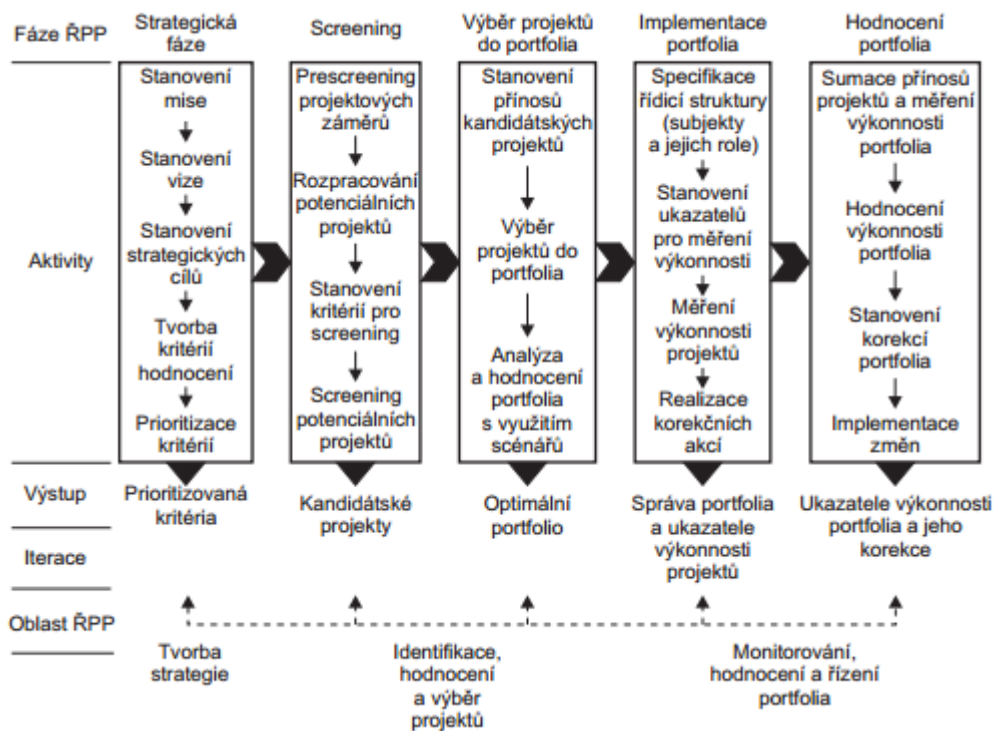 Fáze ŘPP
Strategická
fáze
Screening
Výběr projektů
do portfolia
Implementace
portfolia
Hodnocení
portfolia
Aktivity
Stanovení
mise
Stanovení
vize
Stanovení
strategických
cílů
Tvorba
kritérií
hodnocení
Prioritizace
kritérií
Prescreening
projektových
záměrů
Rozpracování
potenciálních
projektů
Stanovení
kritérií pro
screening
Screening
potenciálních
projektů
Stanovení
přínosů
kandidátských
projektů
Výběr
projektů do
portfolia
Analýza
a hodnocení
portfolia
s využitím
scénářů
Specifikace
řídicí struktury
(subjekty
a jejich role)
Stanovení
ukazatelů
pro měření
výkonnosti
Měření
výkonnosti
projektů
Realizace
korekčních
akcí
Sumace přínosů
projektů a měření
výkonnosti
portfolia
Hodnocení
výkonnosti
portfolia
Stanovení
korekcí
portfolia
Implementace
změn
Výstup
Prioritizovaná
kritéria
Kandidátské
projekty
Optimální
portfolio
Správa portfolia
a ukazatele
výkonnosti
projektů
Ukazatele výkonnosti
portfolia a jeho
korekce
Iterace
Oblast ŘPP
Tvorba
strategie
Identifikace,
hodnocení
a výběr
projektů
Monitorování,
hodnocení a řízení
portfolia